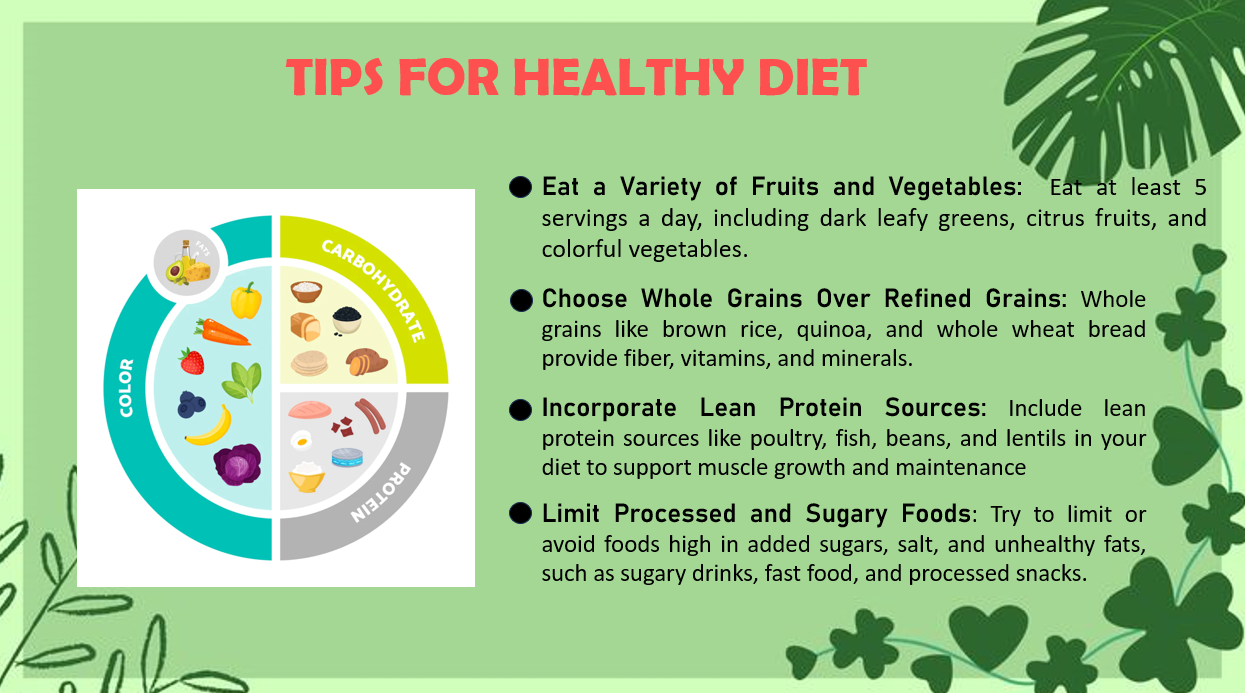 TIPS FOR HEALTHY DIET
FATS
CARBOHYDRATE
COLOR
PROTEIN
Eat a Variety of Fruits and Vegetables: Eat at least 5
servings a day, including dark leafy greens, citrus fruits, and
colorful vegetables.
Choose Whole Grains Over Refined Grains: Whole
grains like brown rice, quinoa, and whole wheat bread
provide fiber, vitamins, and minerals.
Incorporate Lean Protein Sources: Include lean
protein sources like poultry, fish, beans, and lentils in your
diet to support muscle growth and maintenance
Limit Processed and Sugary Foods: Try to limit or
avoid foods high in added sugars, salt, and unhealthy fats,
such as sugary drinks, fast food, and processed snacks.